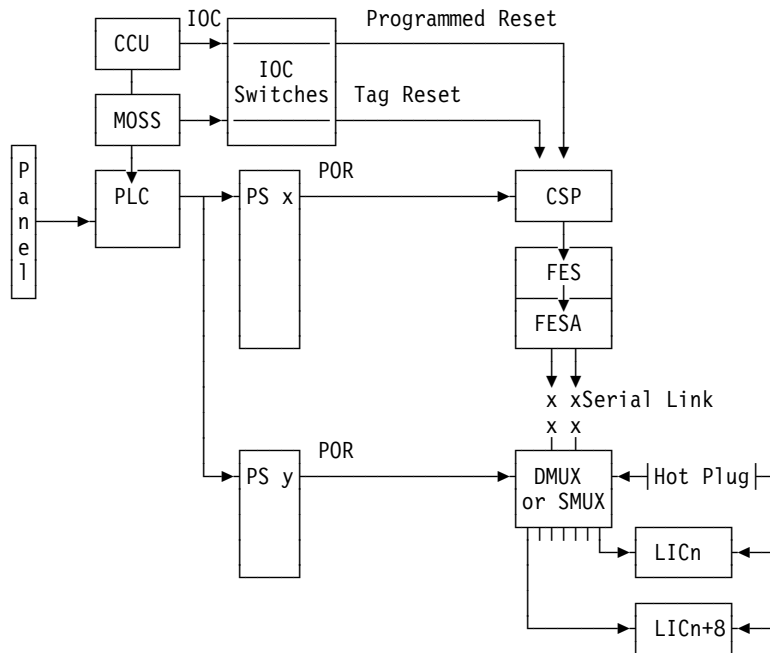 IOC
Programmed Reset
CCU
IOC
Switches
Tag Reset
MOSS
Panel
PLC
PS x
POR
CSP
FES
FESA
x xSerial Link
x x
PS y
POR
DMUX
or SMUX
Hot Plug
LICn
LICn+8